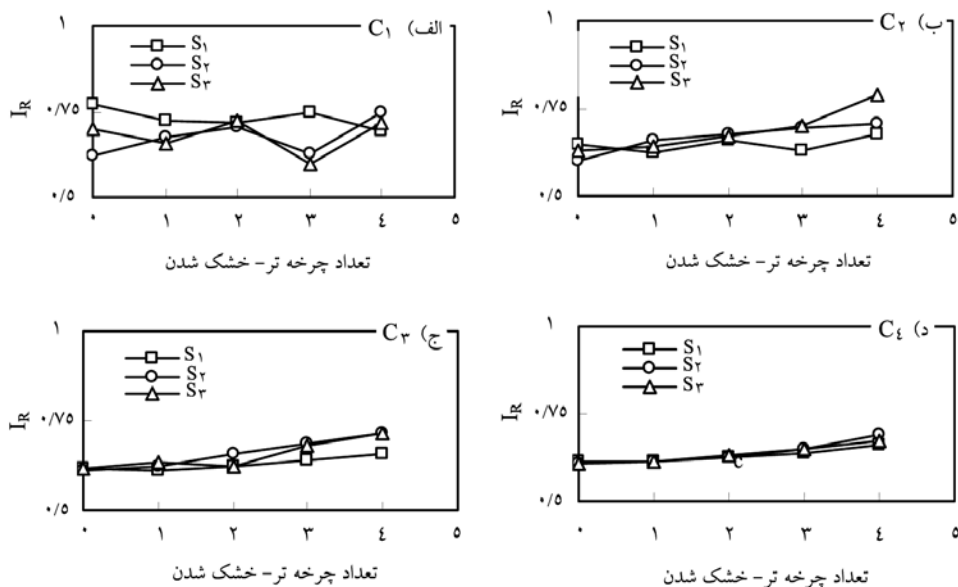 الف) C۱
۱
S۱
S۲
S۳
I_R
۰/۷۵
۰/۵
۰ ۱ ۲ ۳ ٤ ٥
تعداد چرخه تر- خشک شدن
ب) C۲
۱
S۱
S۲
S۳
I_R
۰/۷۵
۰/۵
۰ ۱ ۲ ۳ ٤ ٥
تعداد چرخه تر- خشک شدن
ج) C۳
۱
S۱
S۲
S۳
I_R
۰/۷۵
۰/۵
۰ ۱ ۲ ۳ ٤ ٥
تعداد چرخه تر- خشک شدن
د) C٤
۱
S۱
S۲
S۳
I_R
۰/۷۵
۰/۵
C
۰ ۱ ۲ ۳ ٤ ٥
تعداد چرخه تر- خشک شدن